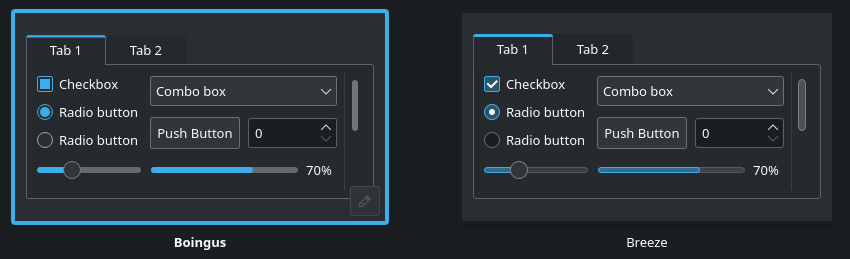 Tab 1
Tab 2
Checkbox
Combo box
Radio button
Push Button
0
Radio button
70%
Boingus
Tab 1
Tab 2
Checkbox
Combo box
Radio button
Push Button
0
Radio button
70%
Breeze